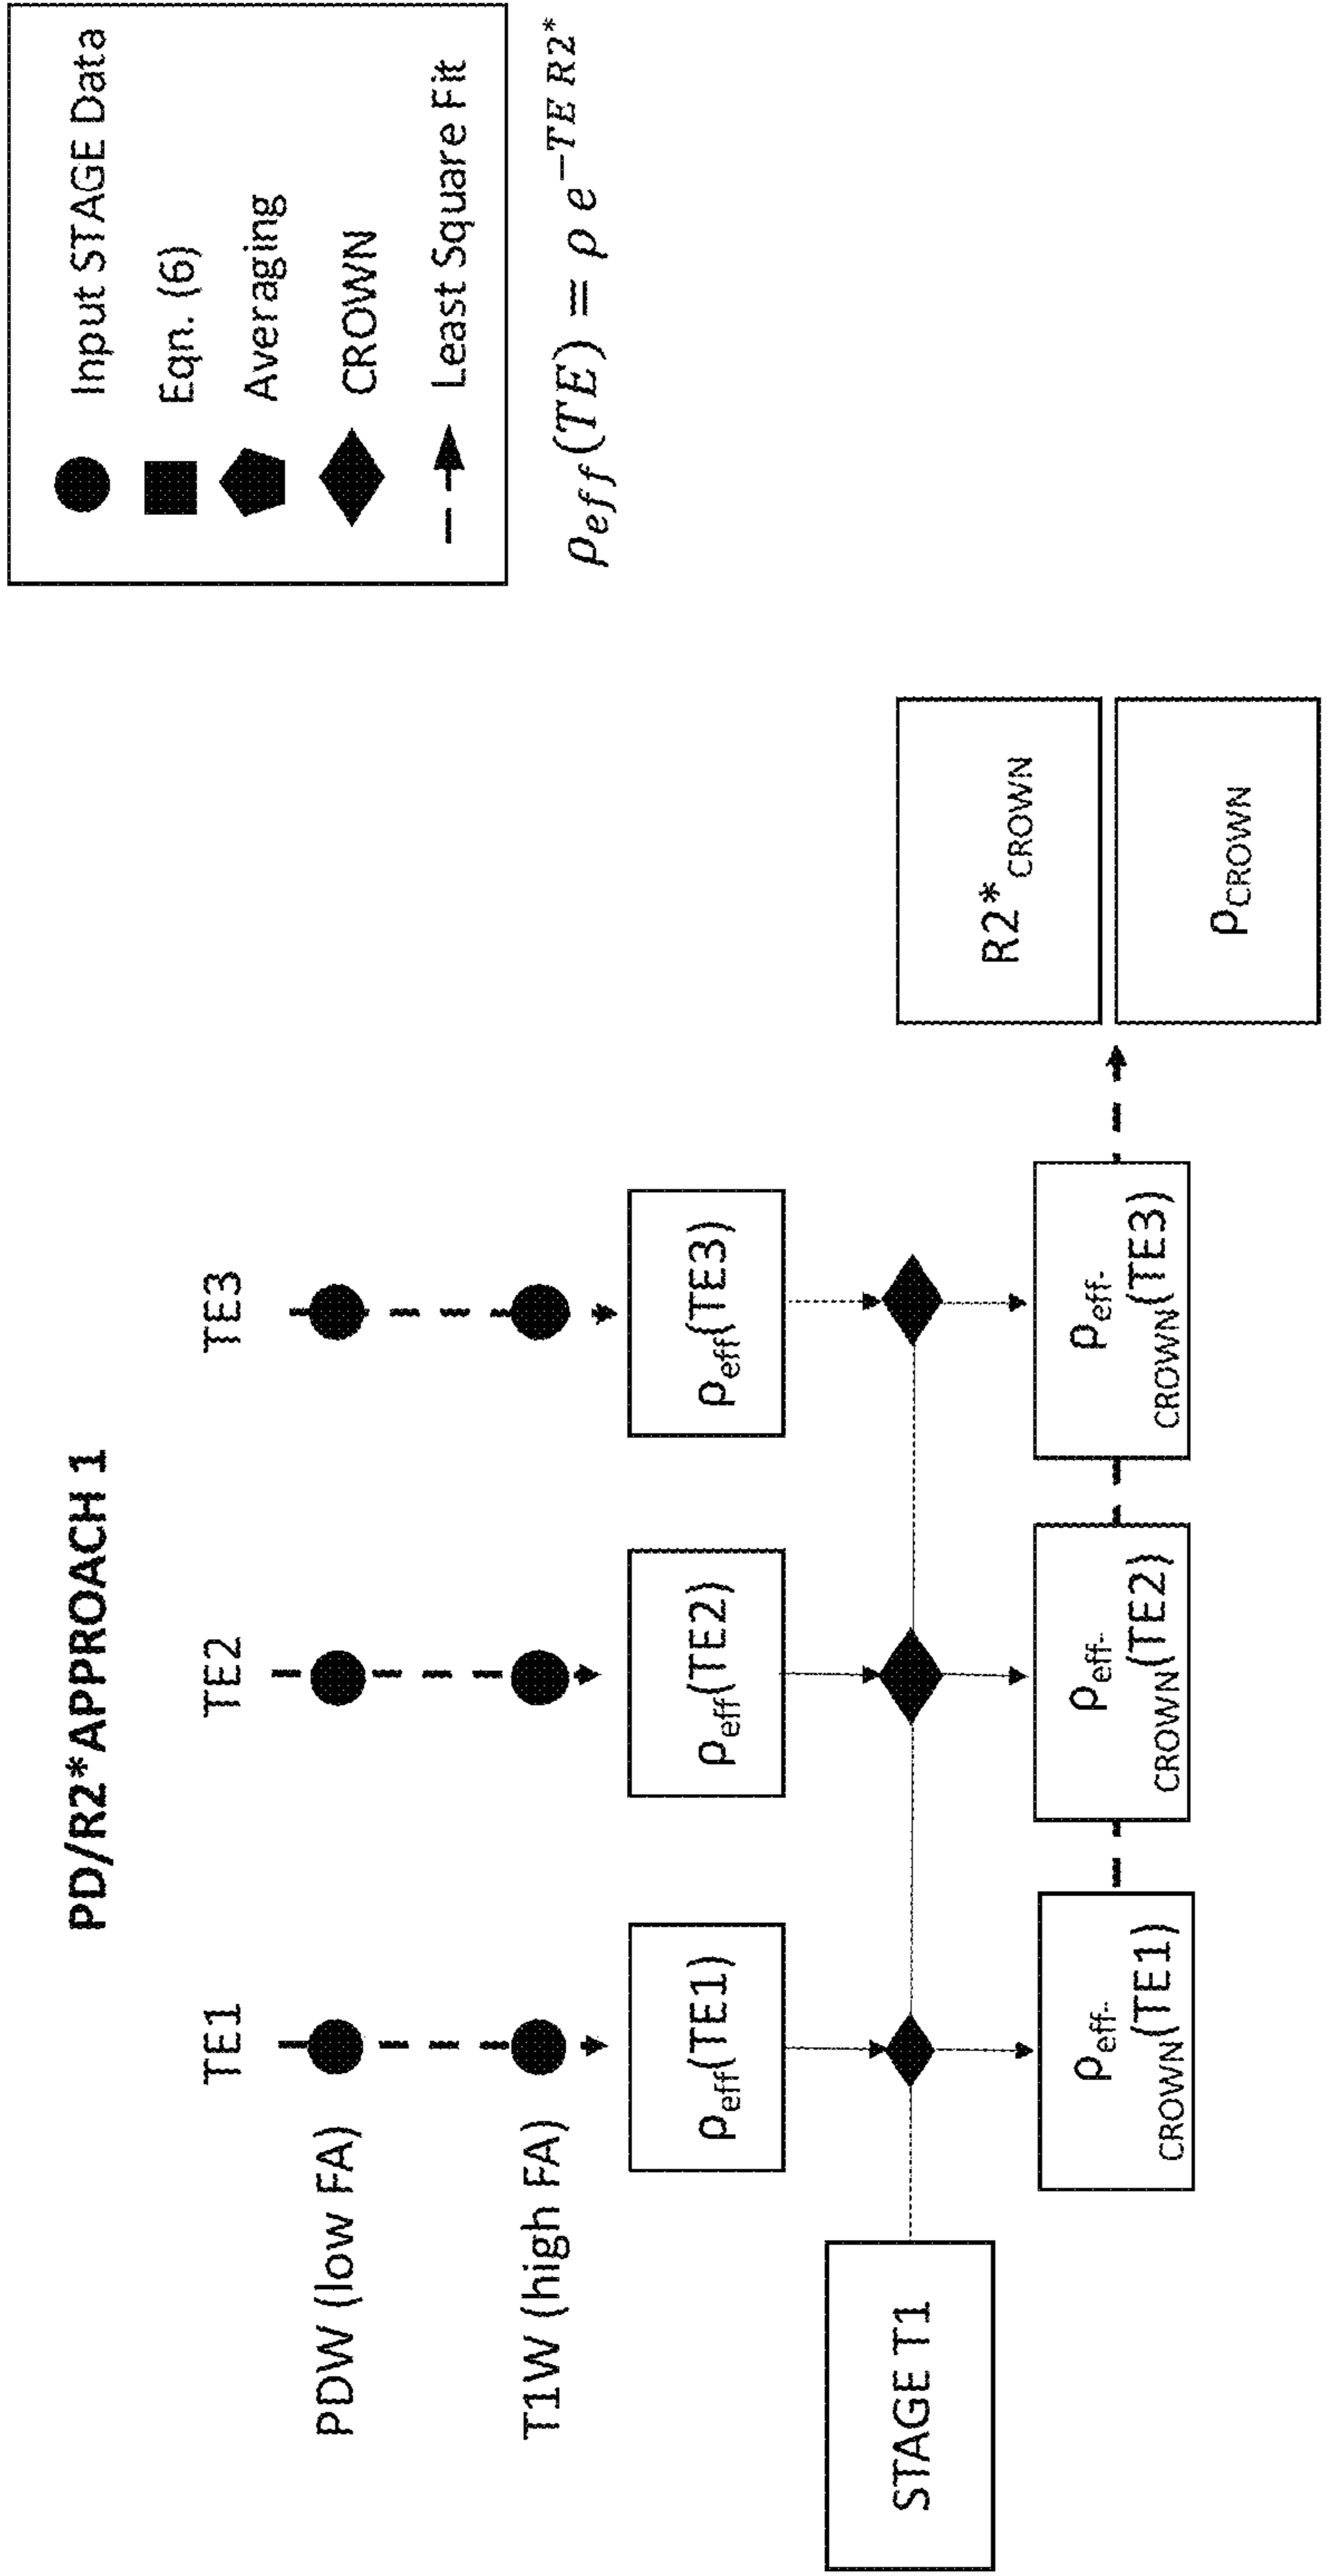 PD/R2*APPROACH 1
TE1
TE2
TE3
PDW (low FA)
T1W (high FA)
ρeff(TE1)
ρeff(TE2)
ρeff(TE3)
STAGE T1
ρeff-
CROWN(TE1)
ρeff-
CROWN(TE2)
ρeff-
CROWN(TE3)
R2*CROWN
ρCROWN
Input STAGE Data
Eqn. (6)
Averaging
CROWN
Least Square Fit
ρeff(TE) = ρ e^−TE R2*